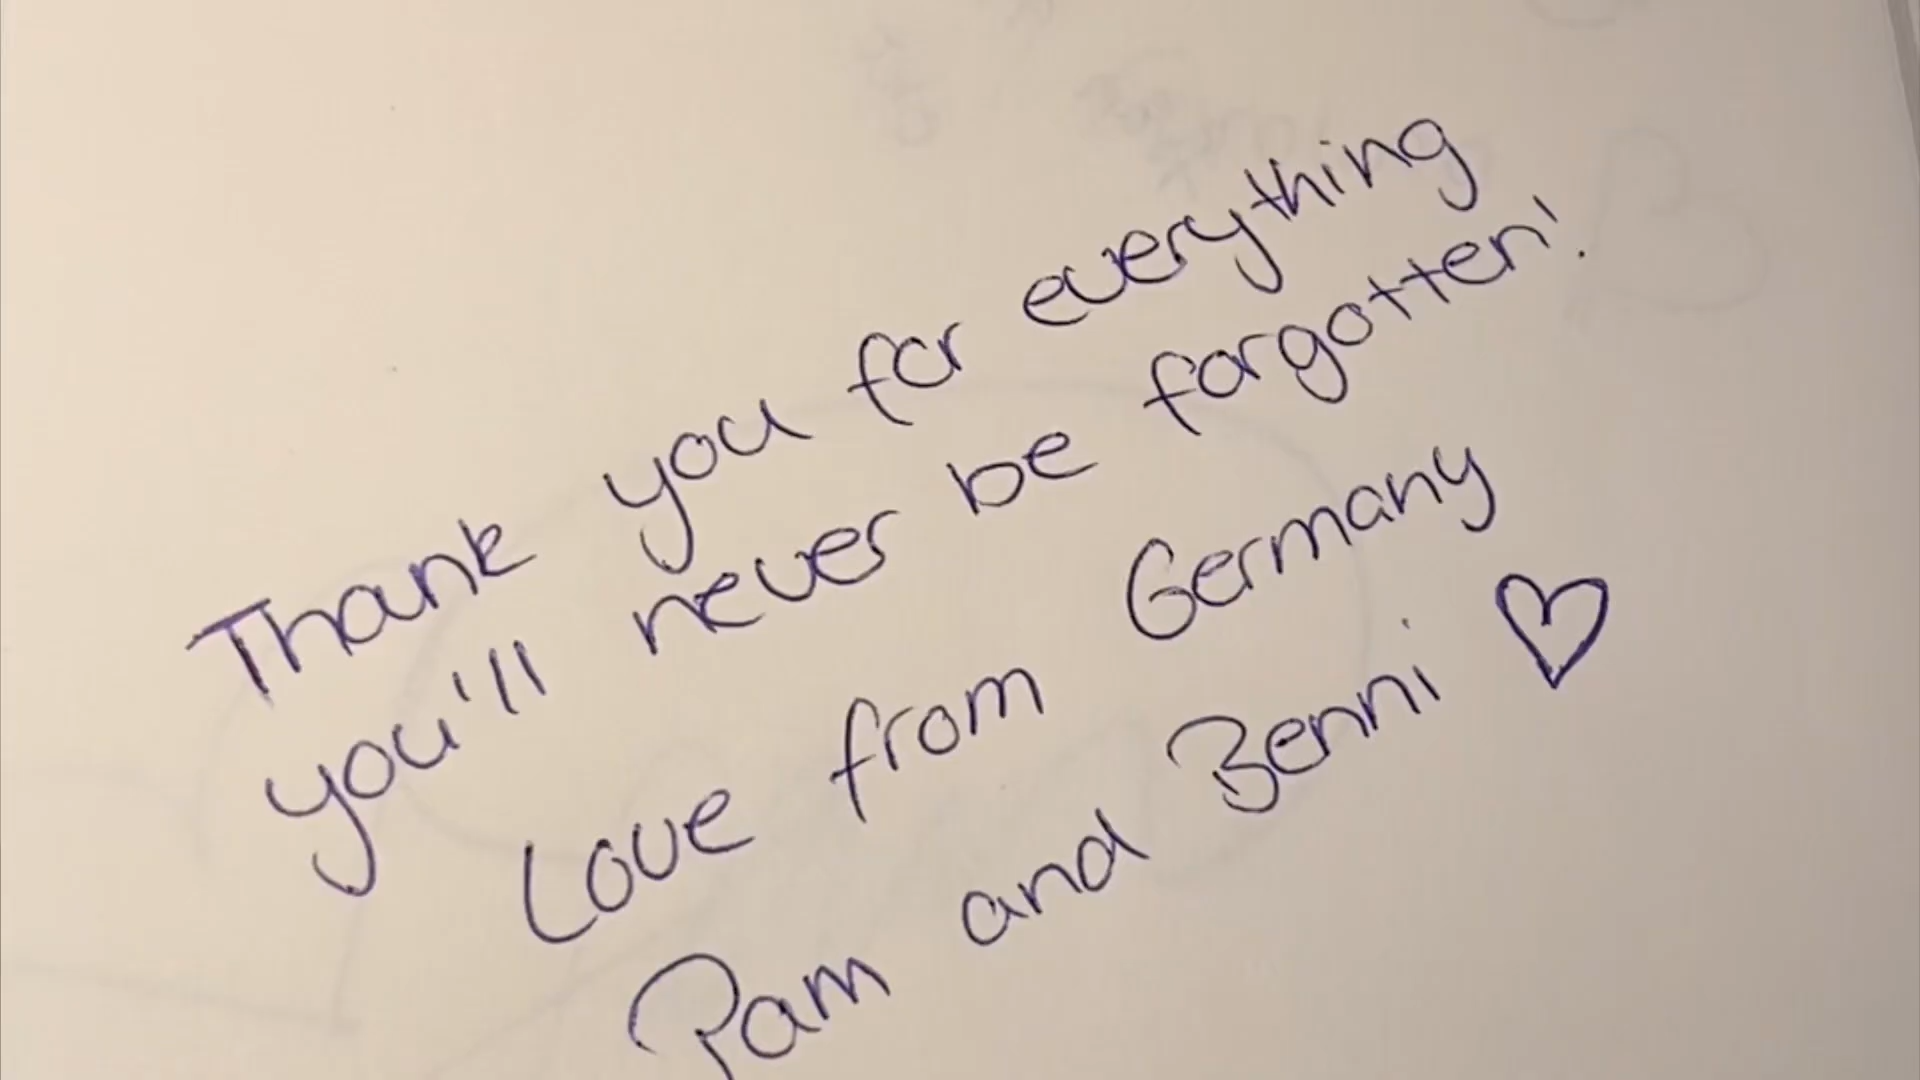 Thank you for everything
you'll never be forgotten!
Love from Germany
Pam and Benni ♡